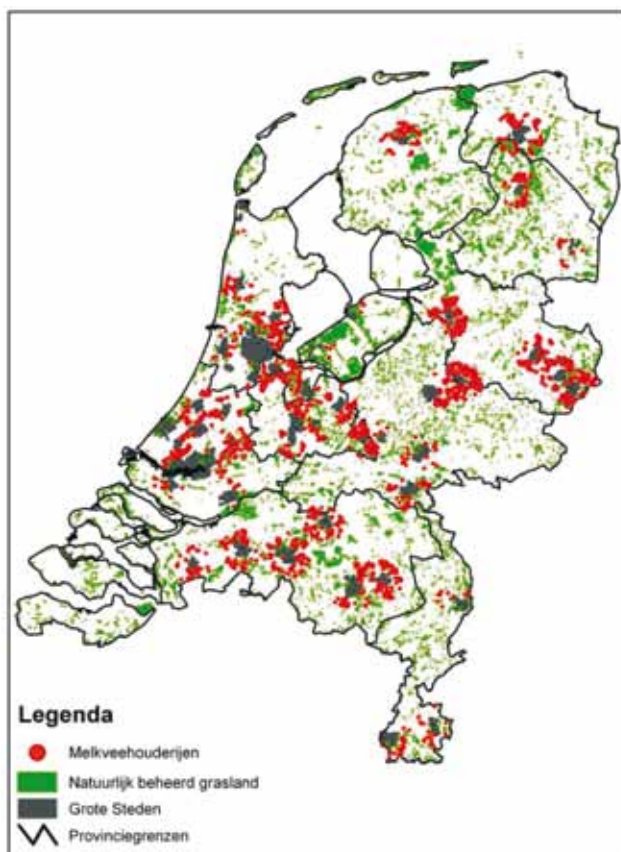 Legenda
Melkveehouderijen
Natuurlijk beheerd grasland
Grote Steden
Provinciegrenzen